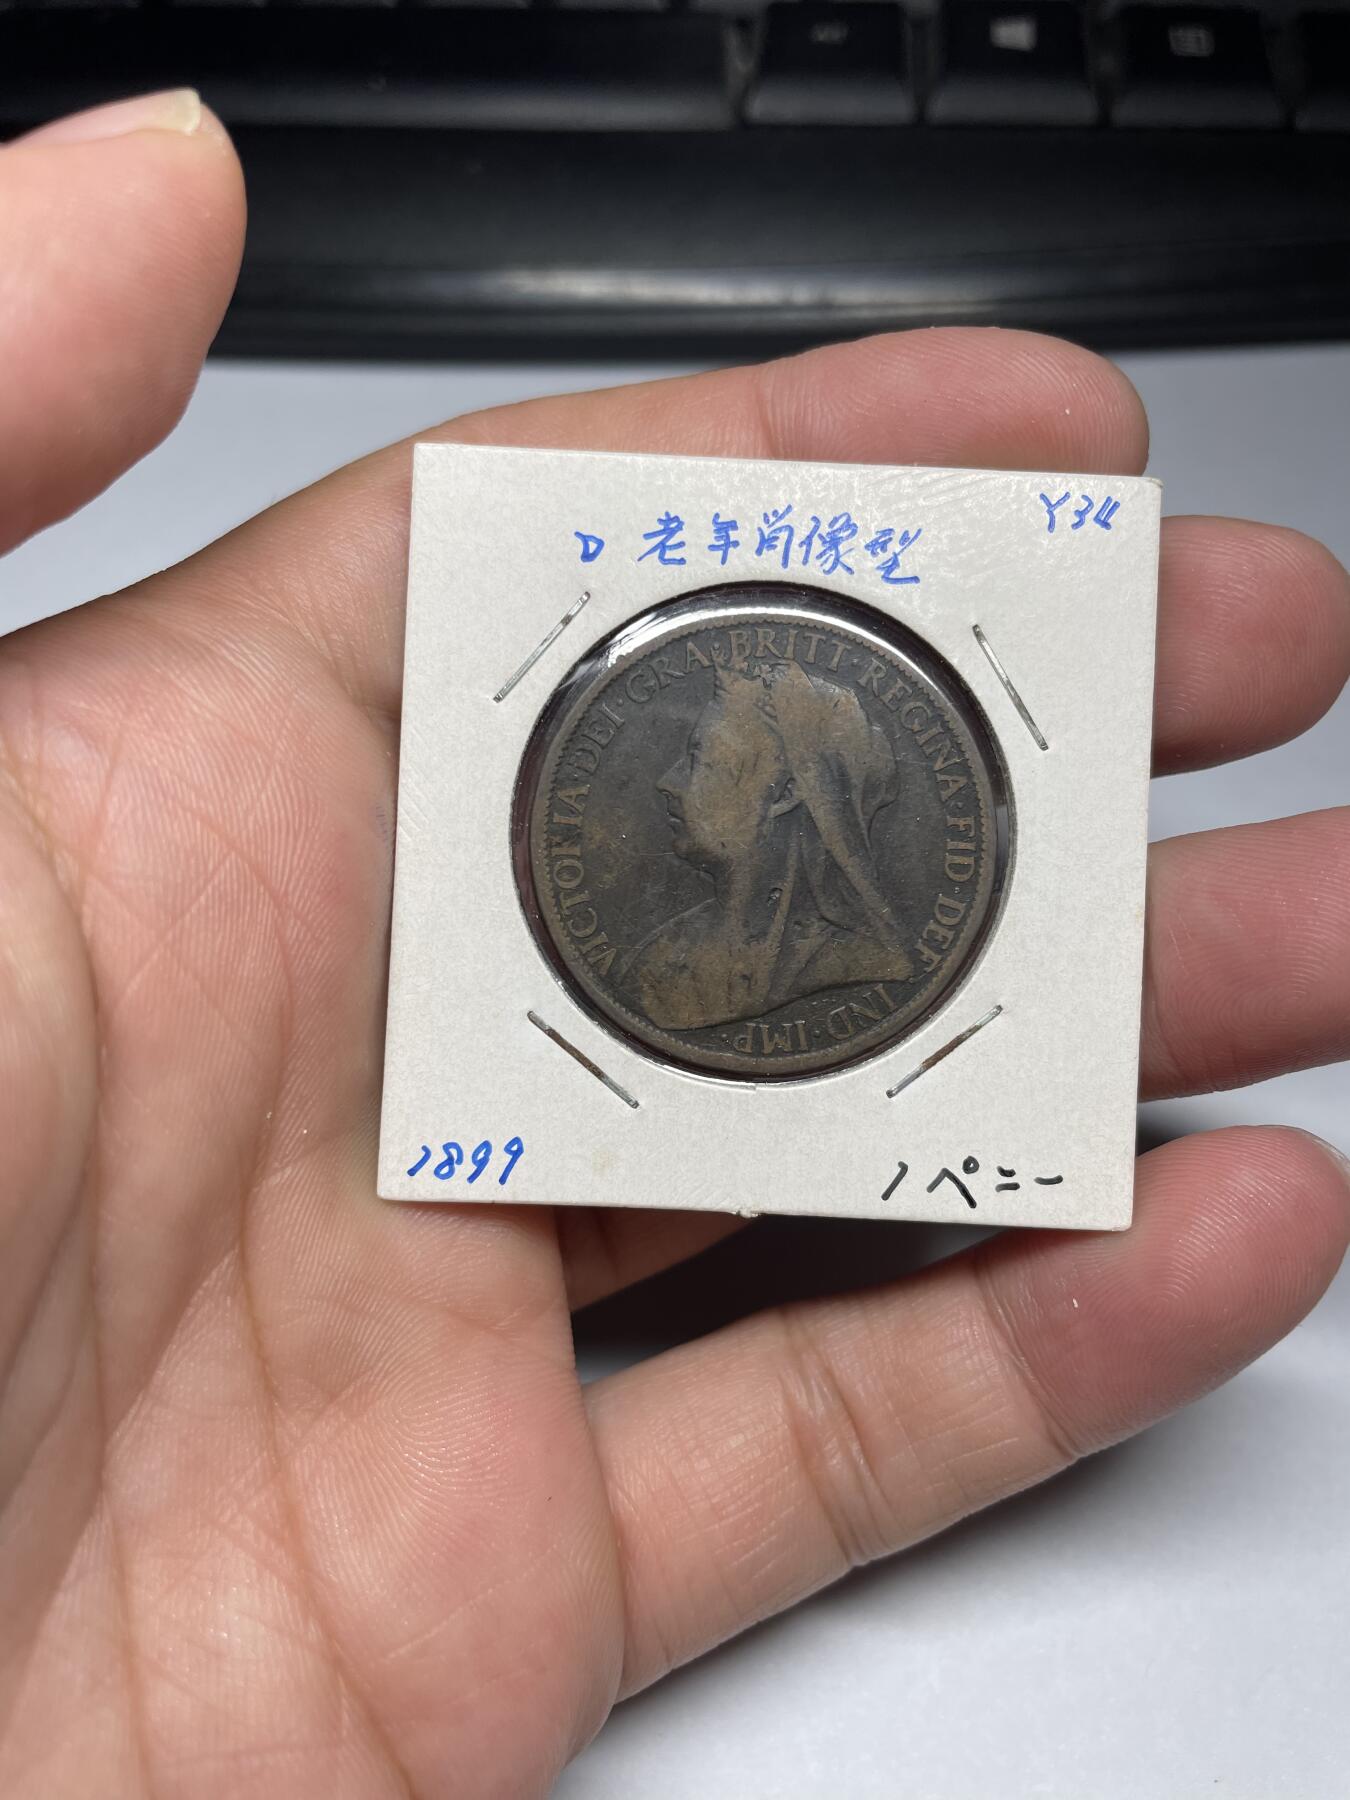 Y34
D 老年肖像型
VICTORIA·DEI·GRA·BRITT·REGINA·FID·DEF·IND·IMP·
1899
1ペニー